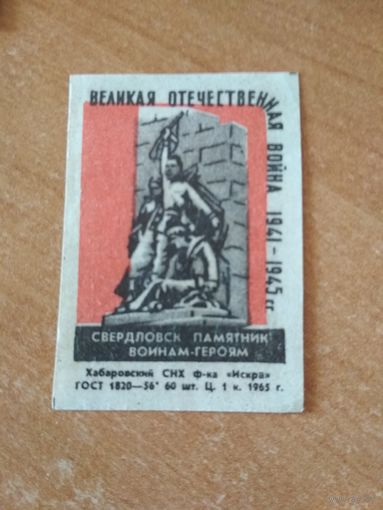 ВЕЛИКАЯ ОТЕЧЕСТВЕННАЯ ВОЙНА 1941-1945 гг
СВЕРДЛОВСК ПАМЯТНИК
ВОИНАМ-ГЕРОЯМ
Хабаровский СНХ ф-ка «Искра»
ГОСТ 1820—56* 60 шт. Ц. 1 к. 1965 г.